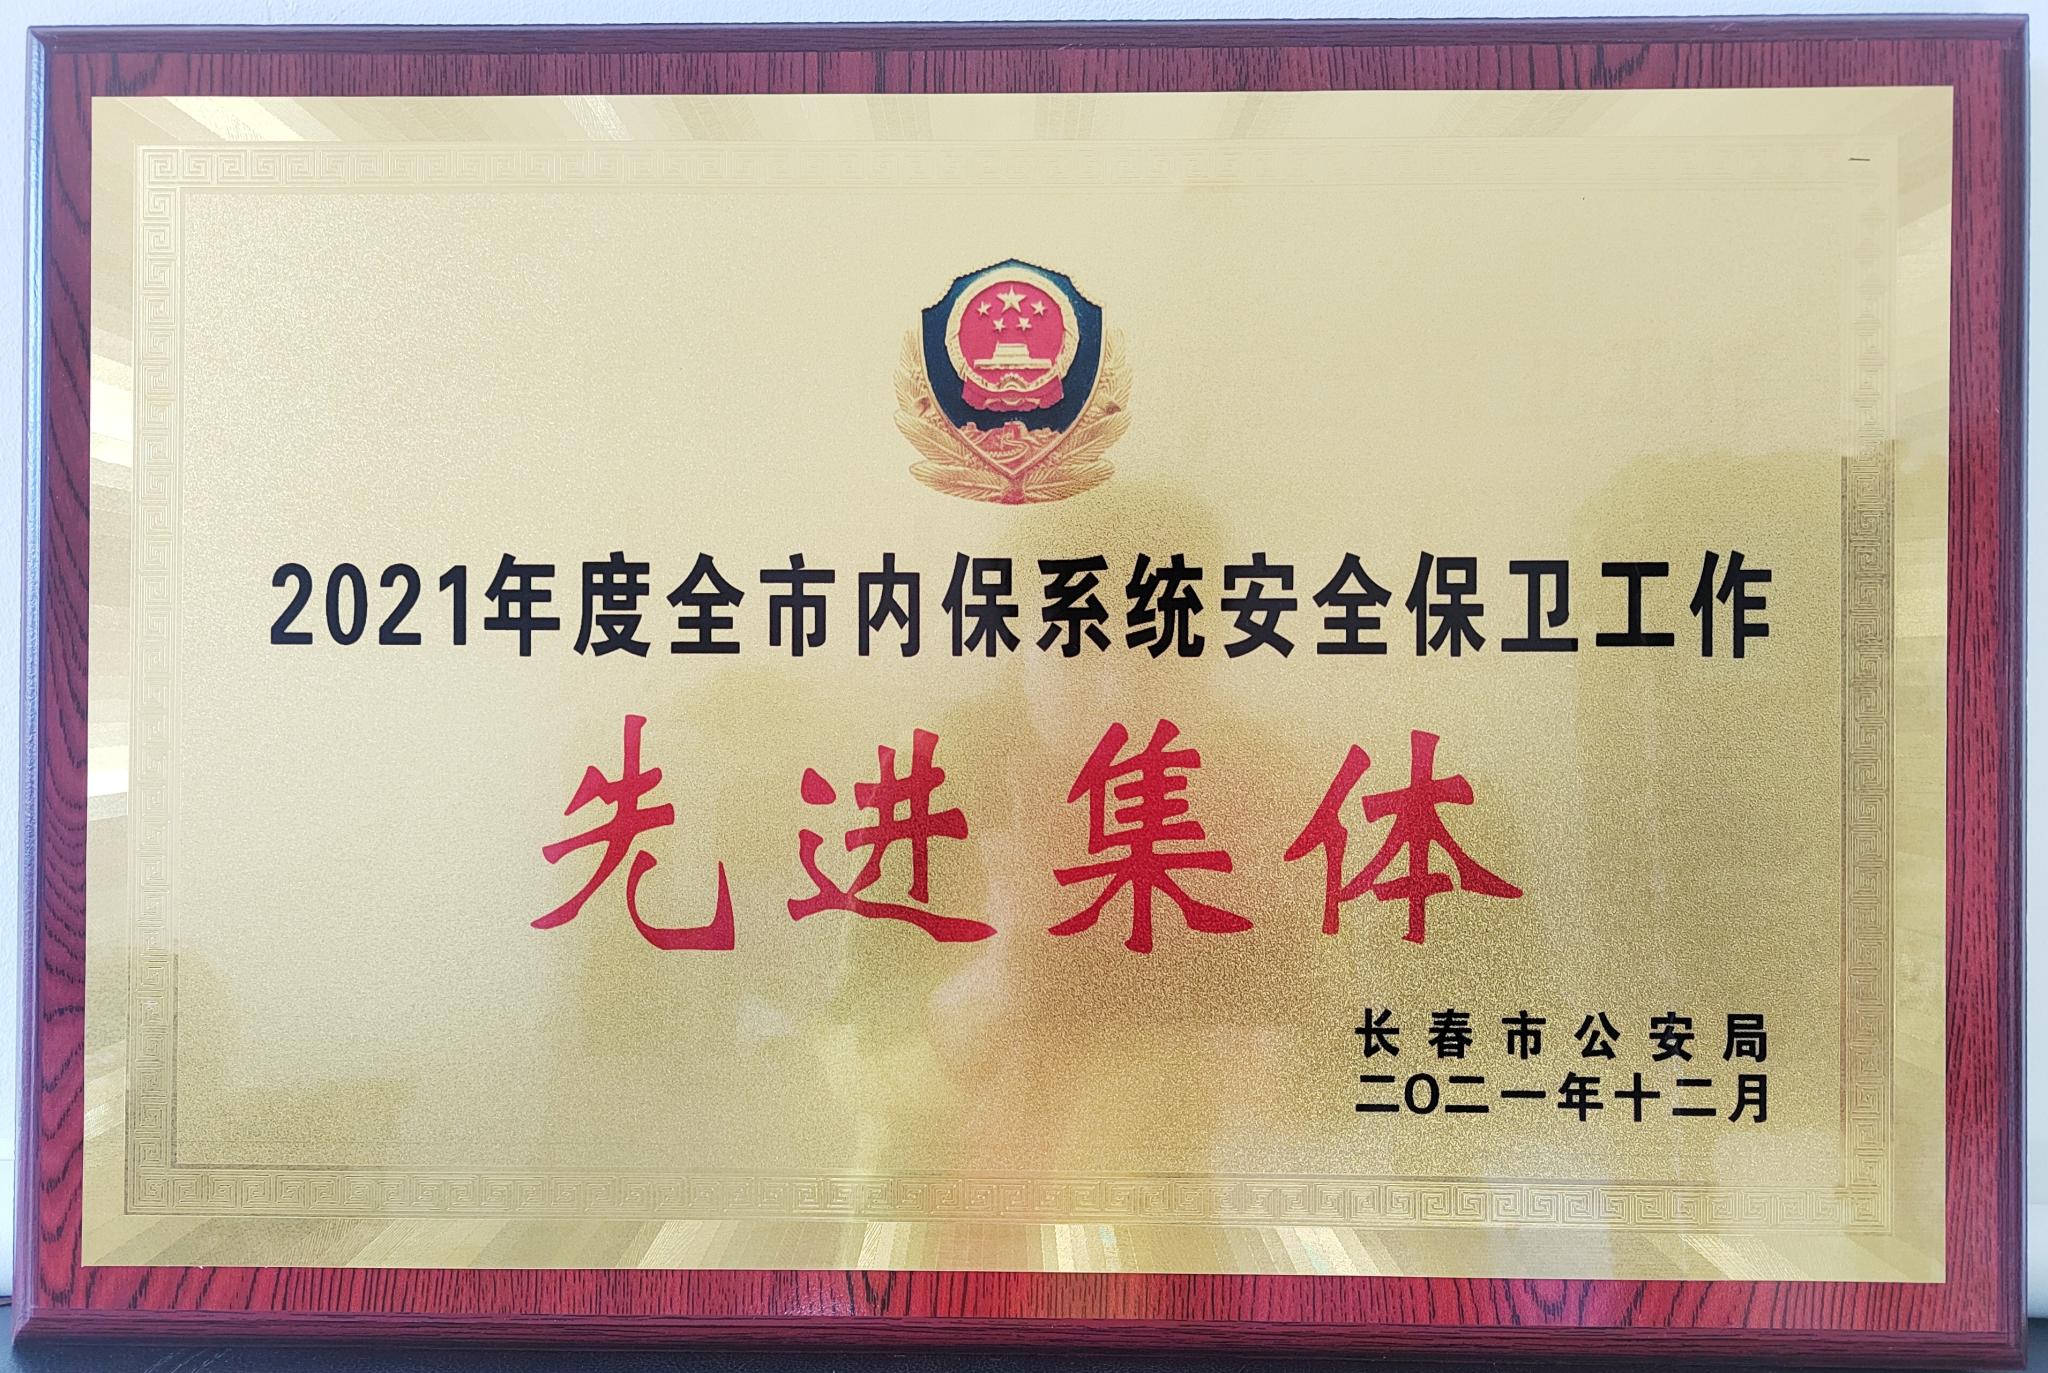 2021年度全市内保系统安全保卫工作
先进集体
长春市公安局
二〇二一年十二月